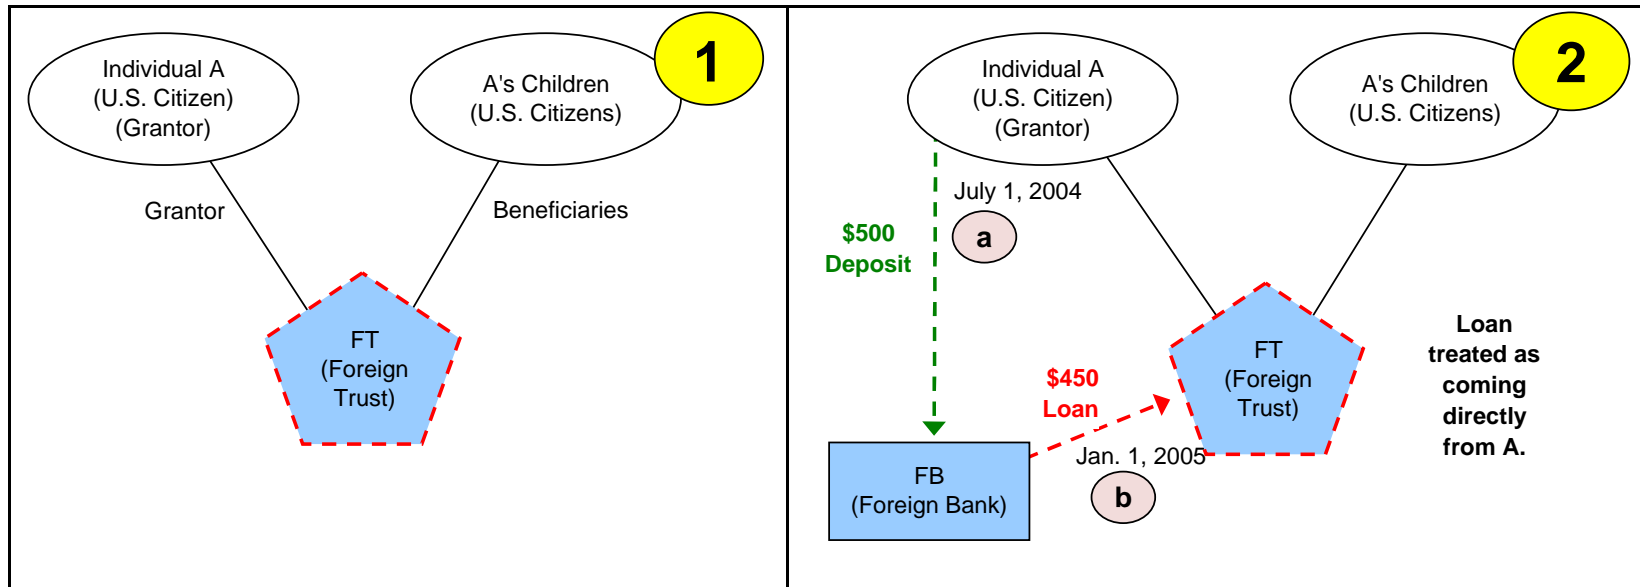 1
Individual A
(U.S. Citizen)
(Grantor)
A's Children
(U.S. Citizens)
Grantor
Beneficiaries
FT
(Foreign
Trust)
2
Individual A
(U.S. Citizen)
(Grantor)
A's Children
(U.S. Citizens)
July 1, 2004
a
$500
Deposit
$450
Loan
FT
(Foreign
Trust)
Loan
treated as
coming
directly
from A.
Jan. 1, 2005
b
FB
(Foreign Bank)